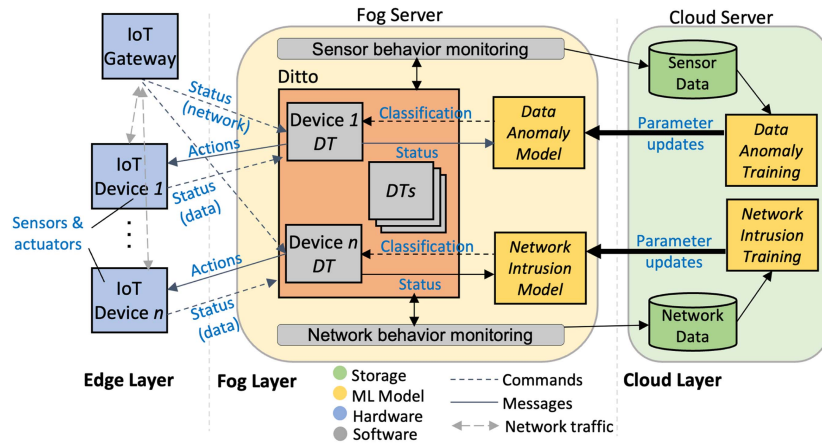 Fog Server
Cloud Server
IoT
Gateway
Sensor behavior monitoring
Sensor
Data
Ditto
Status
(network)
Device 1
DT
Classification
Data
Anomaly
Model
Parameter
updates
Data
Anomaly
Training
Actions
Status
IoT
Device 1
Status
(data)
DTs
Sensors &
actuators
Network
Intrusion
Training
Device n
DT
Classification
Network
Intrusion
Model
Parameter
updates
Actions
Status
IoT
Device n
Status
(data)
Network behavior monitoring
Network
Data
Edge Layer
Fog Layer
Cloud Layer
Storage
ML Model
Hardware
Software
Commands
Messages
Network traffic